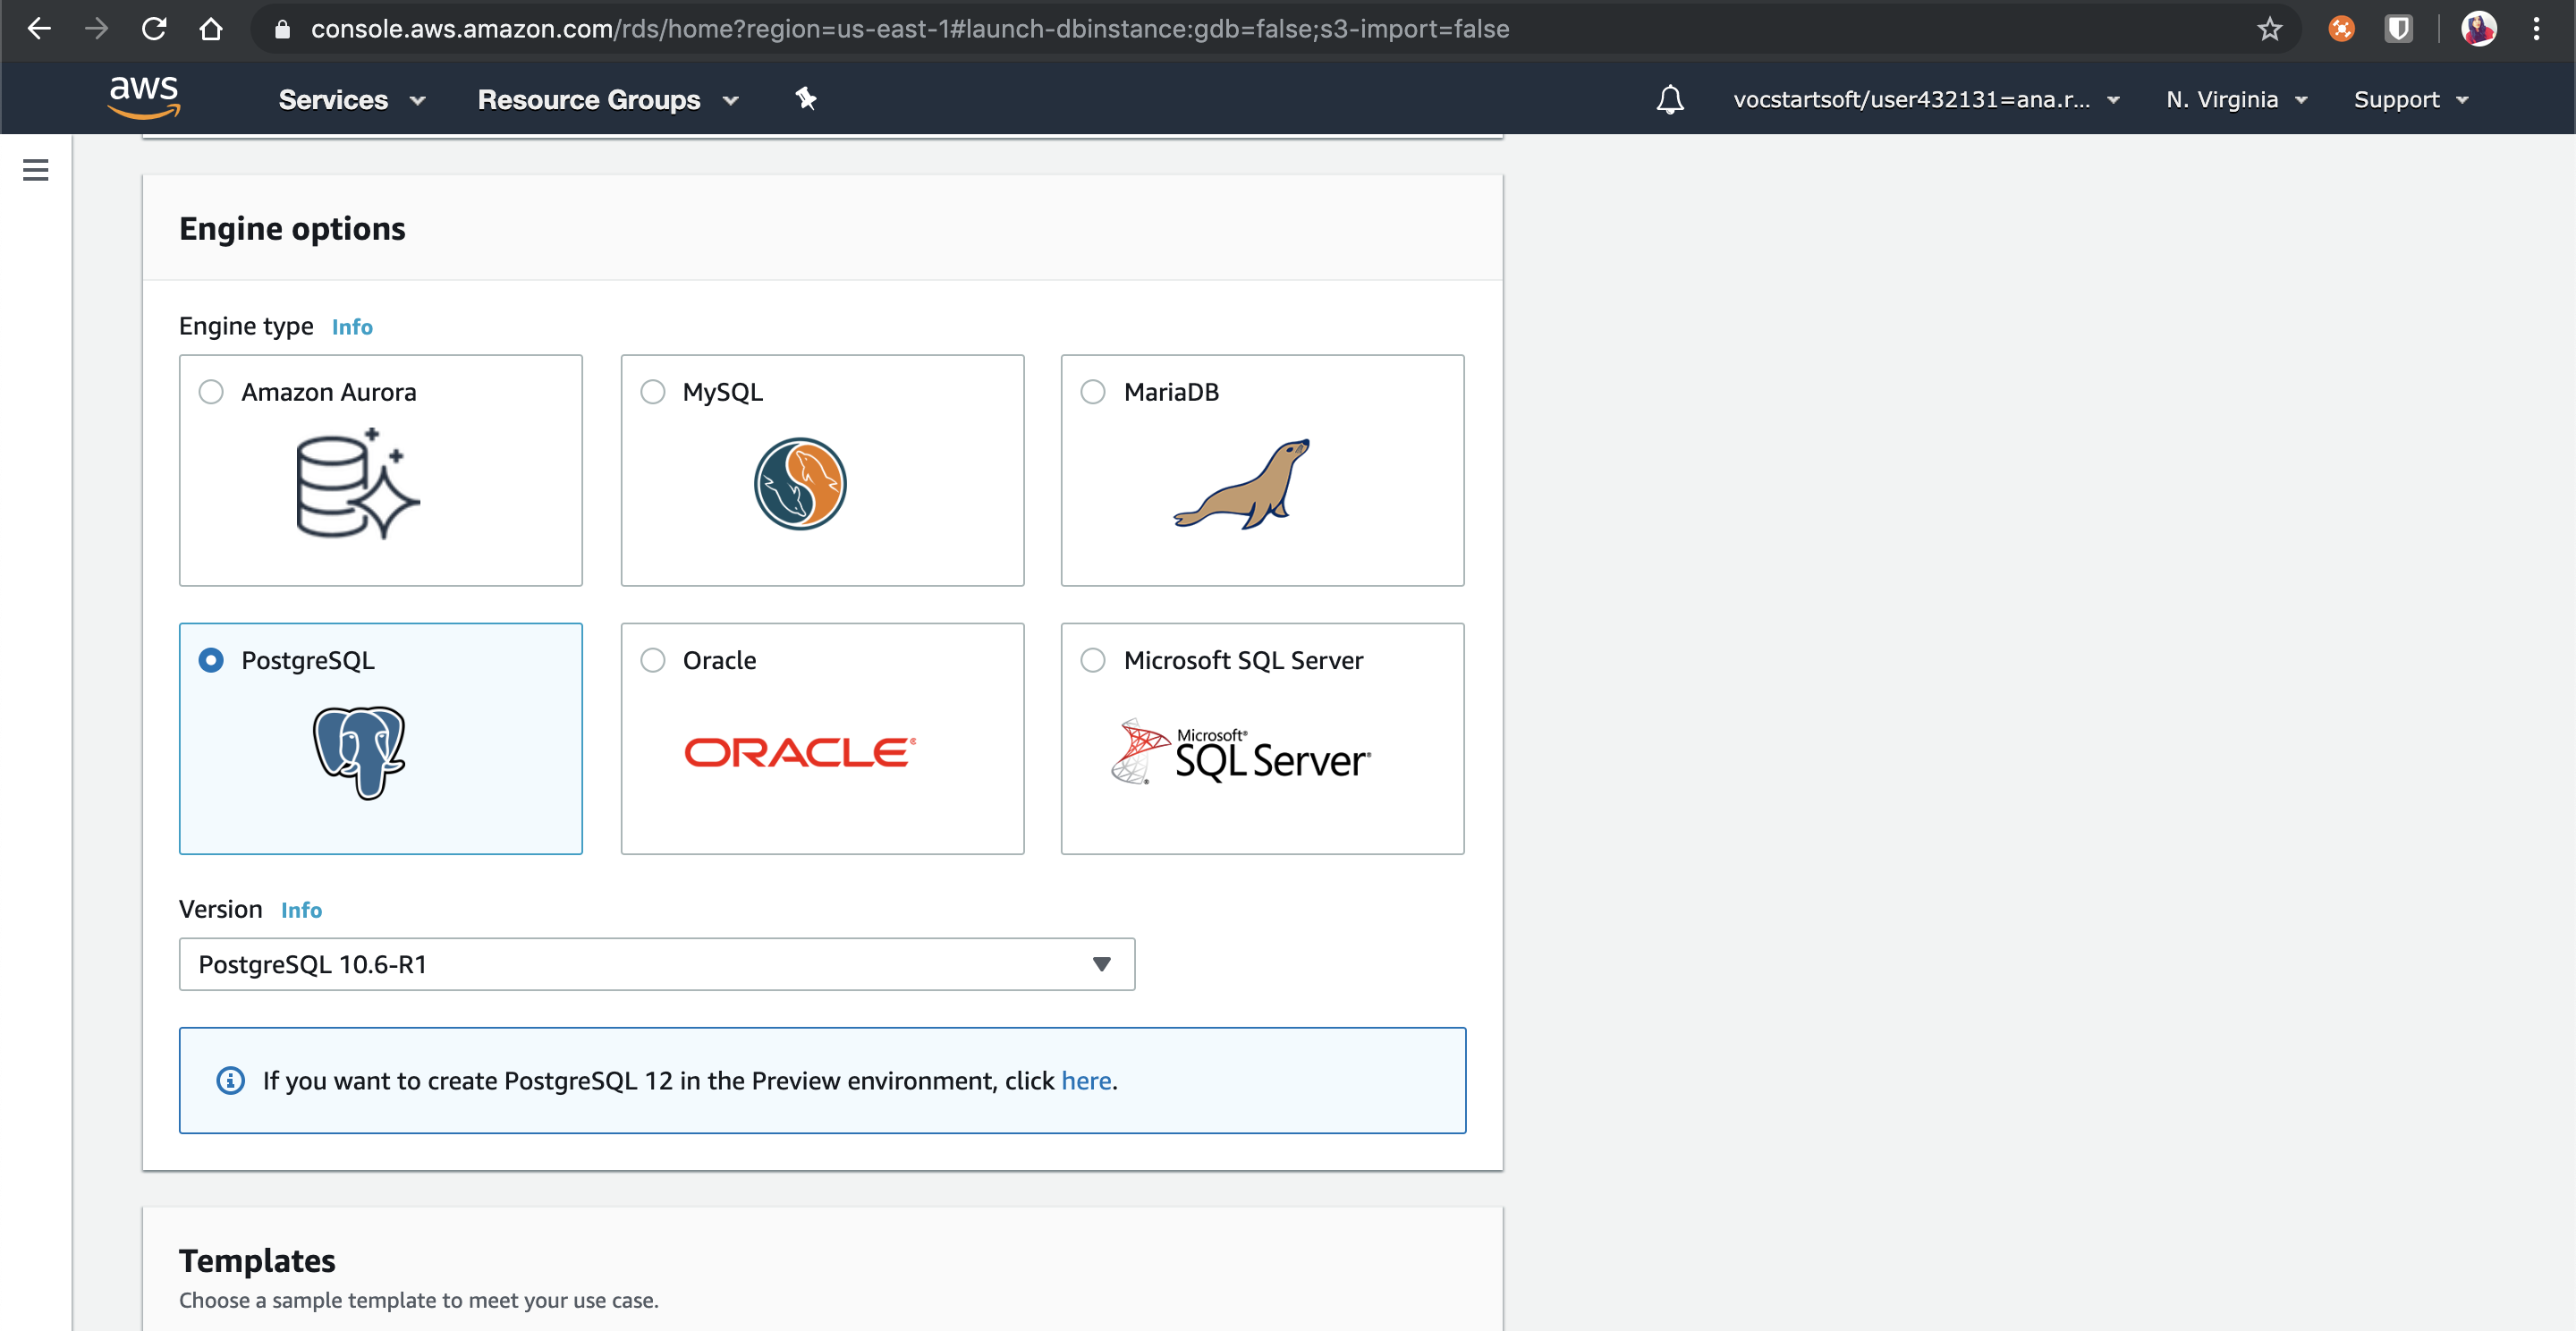 console.aws.amazon.com/rds/home?region=us-east-1#launch-dbinstance:gdb=false;s3-import=false
aws Services Resource Groups vocstartsoft/user432131=ana.r... N. Virginia Support
Engine options
Engine type Info
Amazon Aurora MySQL MariaDB
PostgreSQL Oracle Microsoft SQL Server
ORACLE®
Microsoft®
SQL Server®
Version Info
PostgreSQL 10.6-R1
If you want to create PostgreSQL 12 in the Preview environment, click here.
Templates
Choose a sample template to meet your use case.